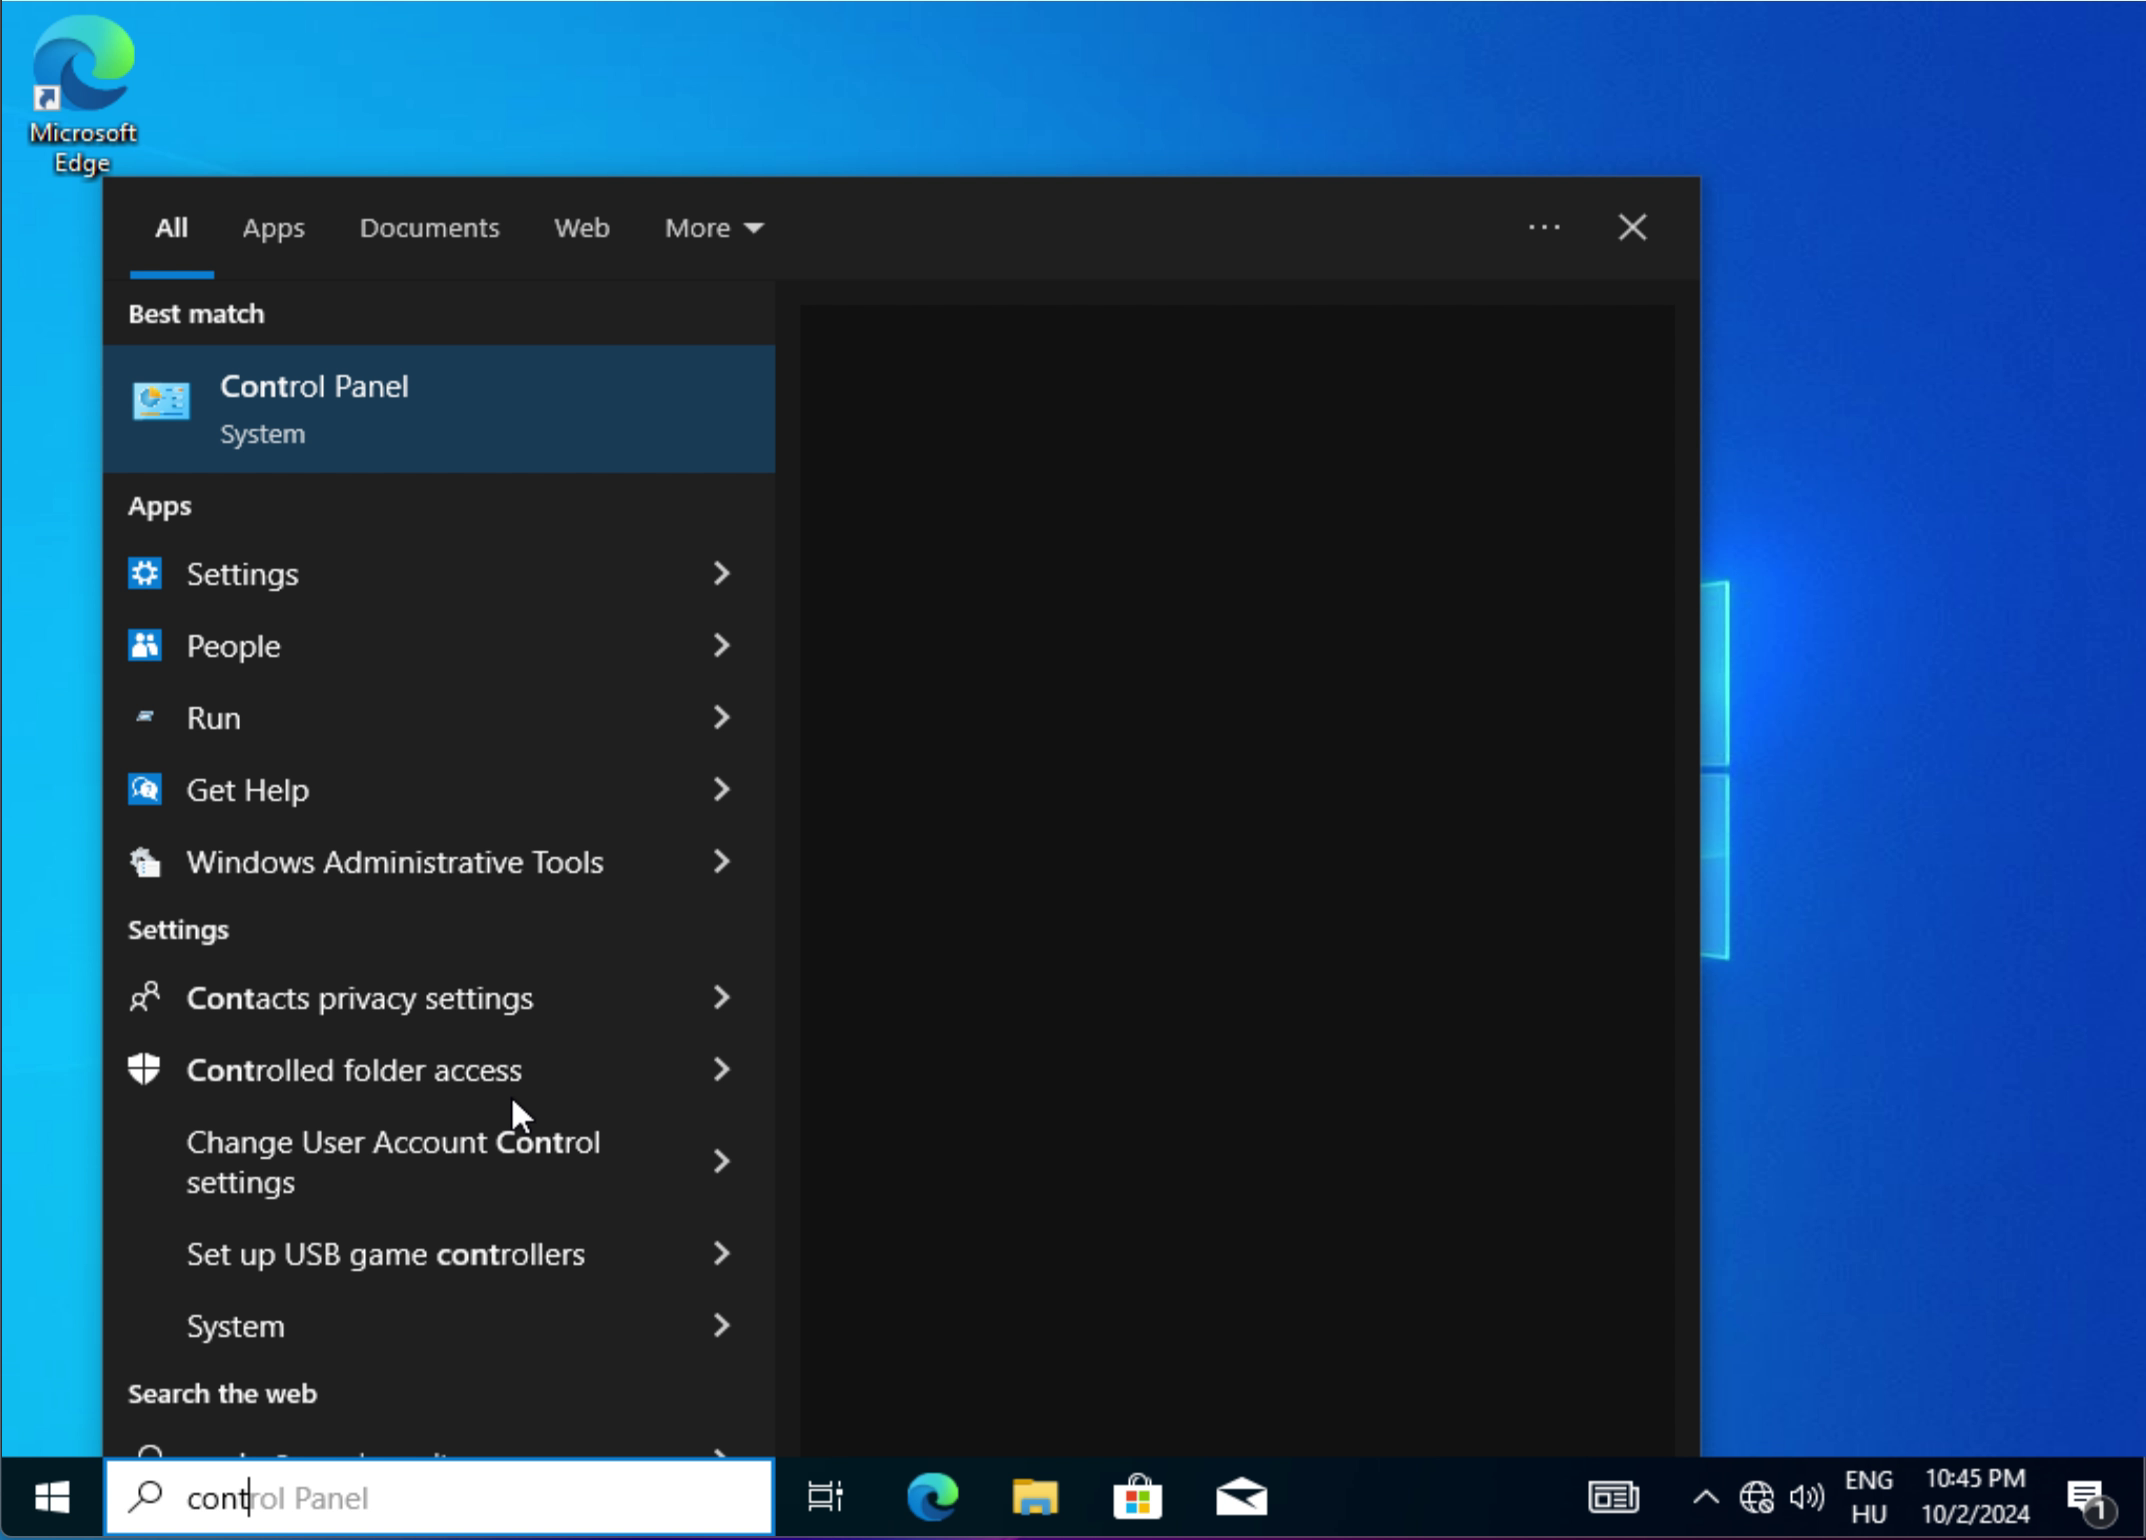 Microsoft
Edge
All Apps Documents Web More
Best match
Control Panel
System
Apps
Settings
People
Run
Get Help
Windows Administrative Tools
Settings
Contacts privacy settings
Controlled folder access
Change User Account Control
settings
Set up USB game controllers
System
Search the web
control Panel
ENG
HU
10:45 PM
10/2/2024
1